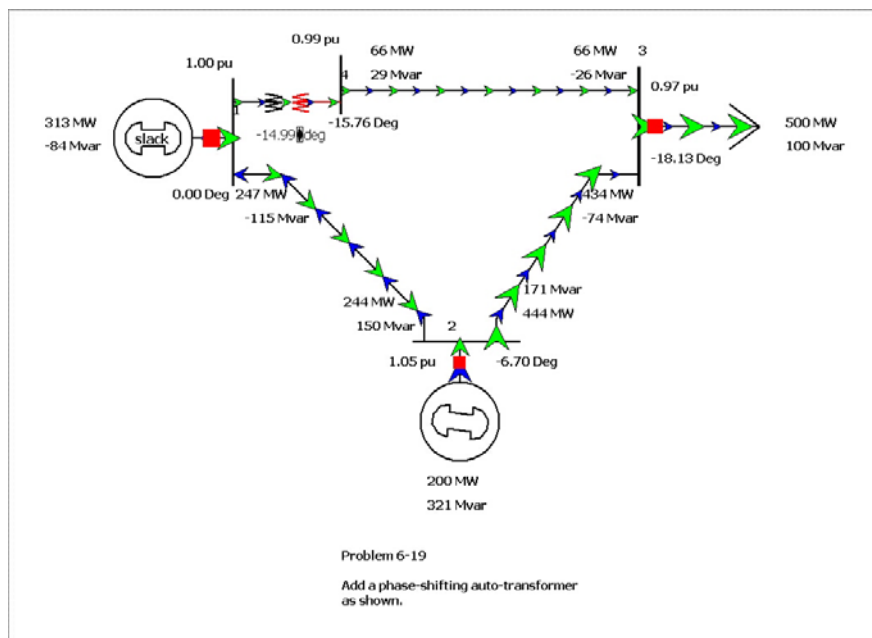 0.99 pu
66 MW
66 MW
3
1.00 pu
4
29 Mvar
-26 Mvar
0.97 pu
1
313 MW
slack
-14.99 deg
-15.76 Deg
500 MW
-84 Mvar
100 Mvar
-18.13 Deg
0.00 Deg
247 MW
434 MW
-115 Mvar
-74 Mvar
171 Mvar
244 MW
444 MW
150 Mvar
2
1.05 pu
-6.70 Deg
200 MW
321 Mvar
Problem 6-19
Add a phase-shifting auto-transformer
as shown.